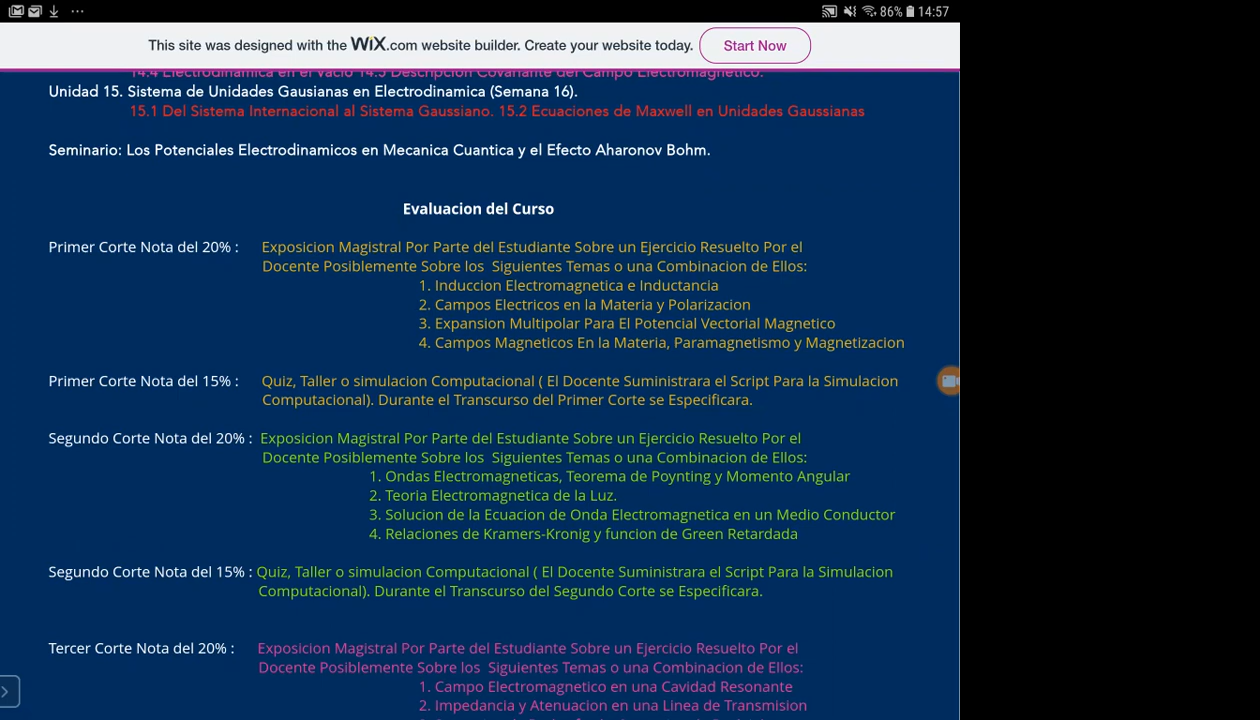 86% 14:57
This site was designed with the WiX.com website builder. Create your website today. Start Now
14.4 Electrodinamica en el Vacio 14.5 Descripcion Covariante del Campo Electromagnetico.
Unidad 15. Sistema de Unidades Gausianas en Electrodinamica (Semana 16).
15.1 Del Sistema Internacional al Sistema Gaussiano. 15.2 Ecuaciones de Maxwell en Unidades Gaussianas
Seminario: Los Potenciales Electrodinamicos en Mecanica Cuantica y el Efecto Aharonov Bohm.
Evaluacion del Curso
Primer Corte Nota del 20% : Exposicion Magistral Por Parte del Estudiante Sobre un Ejercicio Resuelto Por el
Docente Posiblemente Sobre los Siguientes Temas o una Combinacion de Ellos:
1. Induccion Electromagnetica e Inductancia
2. Campos Electricos en la Materia y Polarizacion
3. Expansion Multipolar Para El Potencial Vectorial Magnetico
4. Campos Magneticos En la Materia, Paramagnetismo y Magnetizacion
Primer Corte Nota del 15% : Quiz, Taller o simulacion Computacional ( El Docente Suministrara el Script Para la Simulacion
Computacional). Durante el Transcurso del Primer Corte se Especificara.
Segundo Corte Nota del 20% : Exposicion Magistral Por Parte del Estudiante Sobre un Ejercicio Resuelto Por el
Docente Posiblemente Sobre los Siguientes Temas o una Combinacion de Ellos:
1. Ondas Electromagneticas, Teorema de Poynting y Momento Angular
2. Teoria Electromagnetica de la Luz.
3. Solucion de la Ecuacion de Onda Electromagnetica en un Medio Conductor
4. Relaciones de Kramers-Kronig y funcion de Green Retardada
Segundo Corte Nota del 15% : Quiz, Taller o simulacion Computacional ( El Docente Suministrara el Script Para la Simulacion
Computacional). Durante el Transcurso del Segundo Corte se Especificara.
Tercer Corte Nota del 20% : Exposicion Magistral Por Parte del Estudiante Sobre un Ejercicio Resuelto Por el
Docente Posiblemente Sobre los Siguientes Temas o una Combinacion de Ellos:
1. Campo Electromagnetico en una Cavidad Resonante
2. Impedancia y Atenuacion en una Linea de Transmision